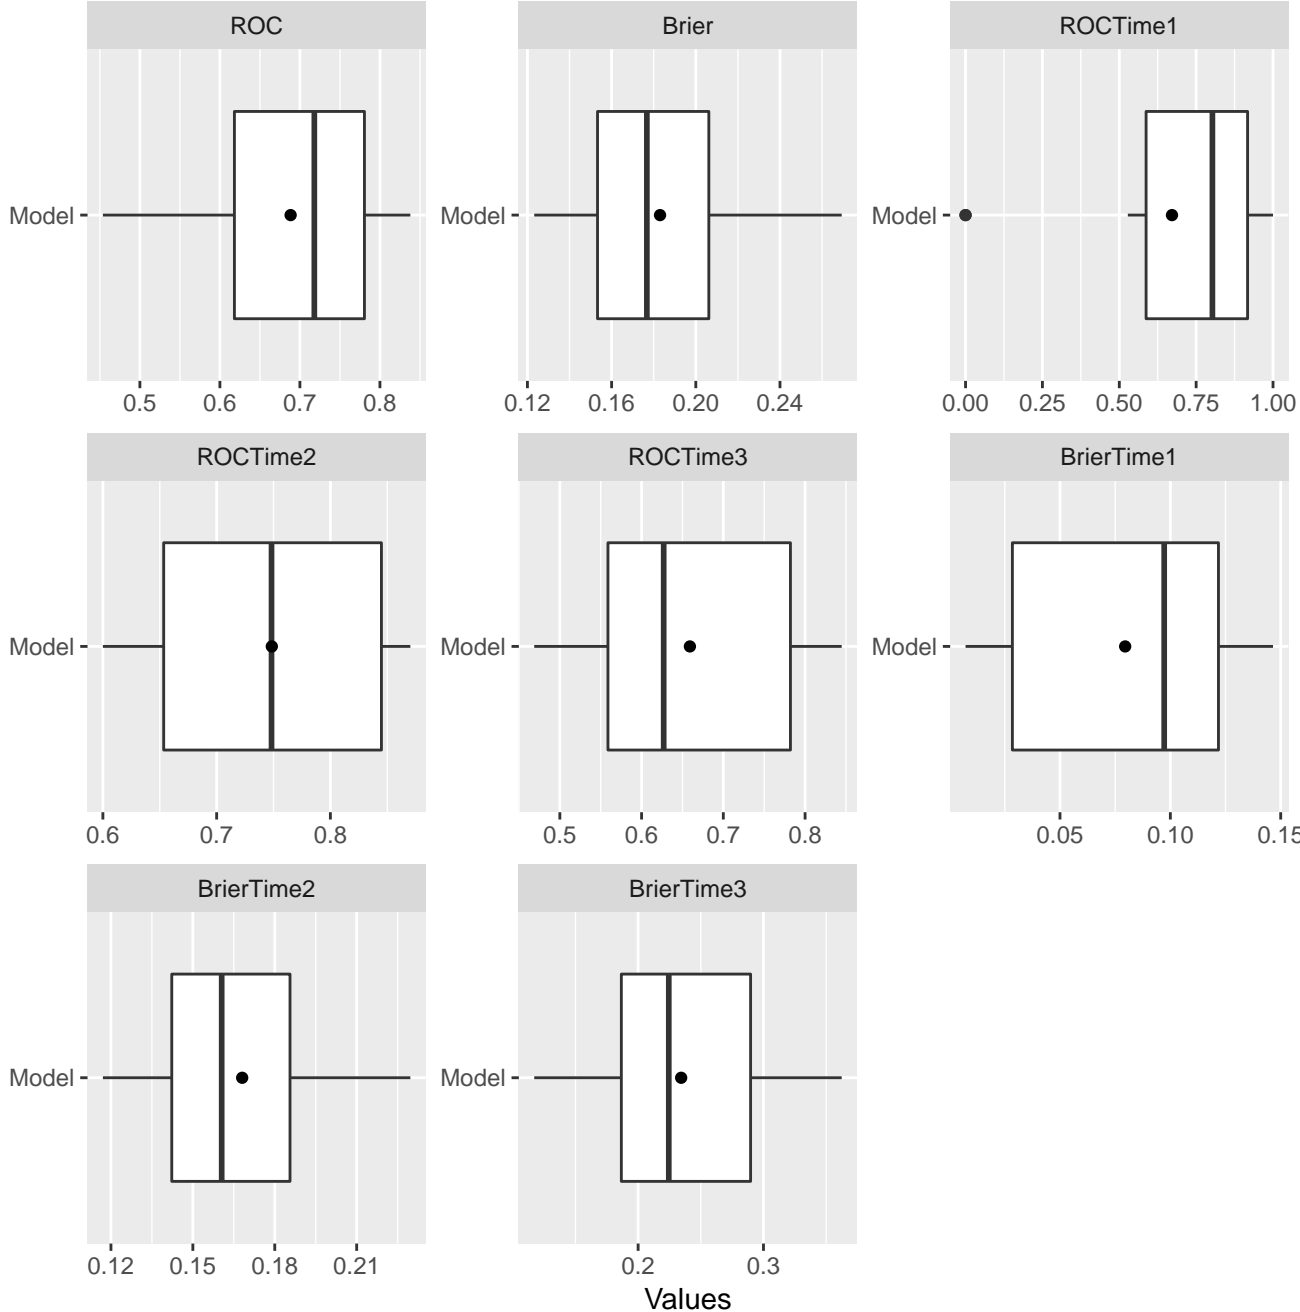 ROC Brier ROCTime1
Model Model Model
0.5 0.6 0.7 0.8 0.12 0.16 0.20 0.24 0.00 0.25 0.50 0.75 1.00
ROCTime2 ROCTime3 BrierTime1
Model Model Model
0.6 0.7 0.8 0.5 0.6 0.7 0.8 0.05 0.10 0.15
BrierTime2 BrierTime3
Model Model
0.12 0.15 0.18 0.21 0.2 0.3
Values